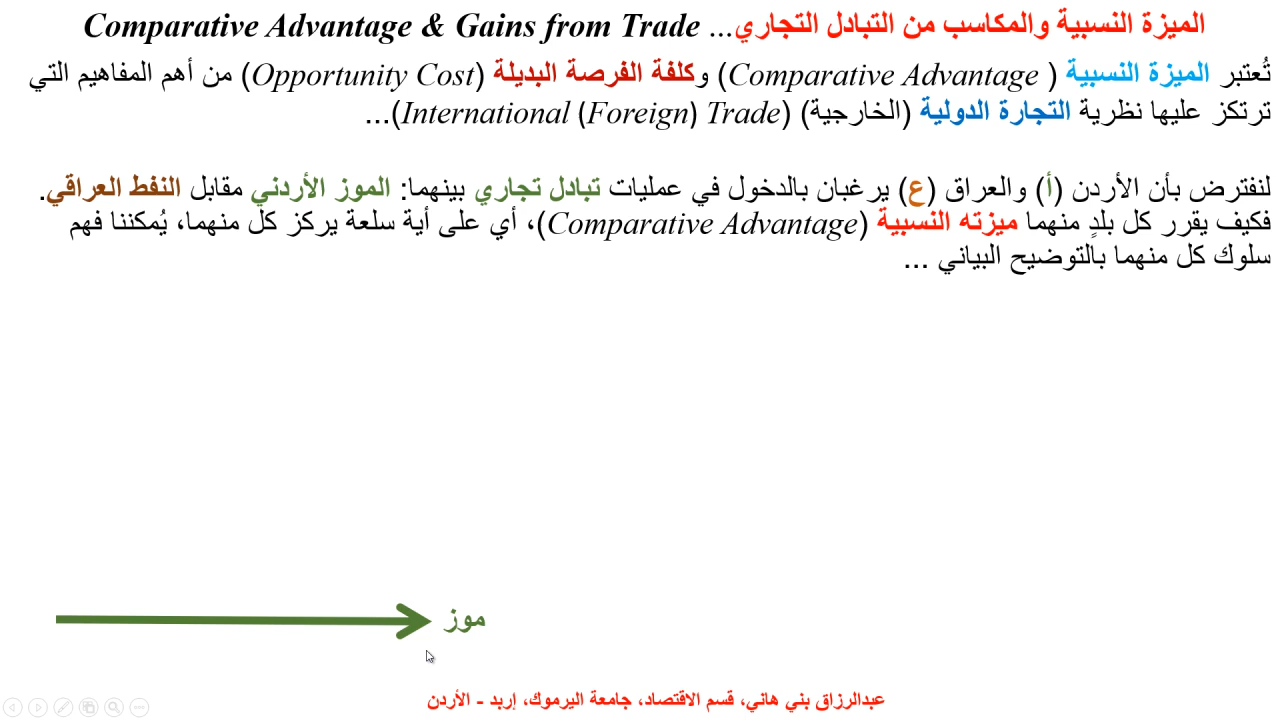 الميزة النسبية والمكاسب من التبادل التجاري... Comparative Advantage & Gains from Trade
تُعتبر الميزة النسبية ( Comparative Advantage) وكلفة الفرصة البديلة (Opportunity Cost) من أهم المفاهيم التي
ترتكز عليها نظرية التجارة الدولية (الخارجية) (International (Foreign) Trade)...
لنفترض بأن الأردن (أ) والعراق (ع) يرغبان بالدخول في عمليات تبادل تجاري بينهما: الموز الأردني مقابل النفط العراقي.
فكيف يقرر كل بلدٍ منهما ميزته النسبية (Comparative Advantage)، أي على أية سلعة يركز كل منهما، يُمكننا فهم
سلوك كل منهما بالتوضيح البياني ...
موز
عبدالرزاق بني هاني، قسم الاقتصاد، جامعة اليرموك، إربد - الأردن